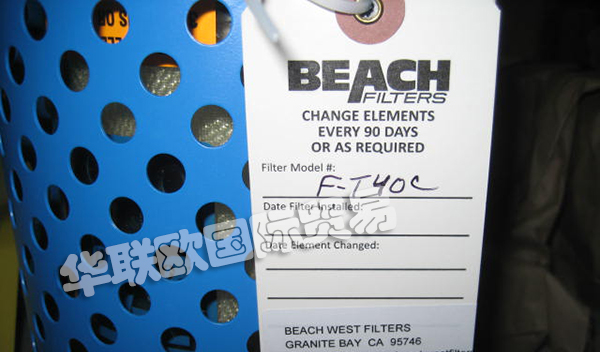 BEACH
FILTERS
CHANGE ELEMENTS
EVERY 90 DAYS
OR AS REQUIRED
Filter Model #:
F-T40C
Date Filter Installed:
Date Element Changed:
华联欧国际贸易
BEACH WEST FILTERS
GRANITE BAY CA 95746